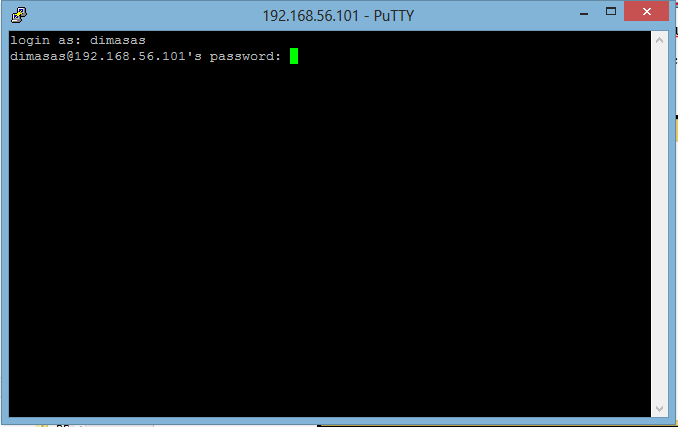 192.168.56.101 - PuTTY
login as: dimasas
dimasas@192.168.56.101's password: